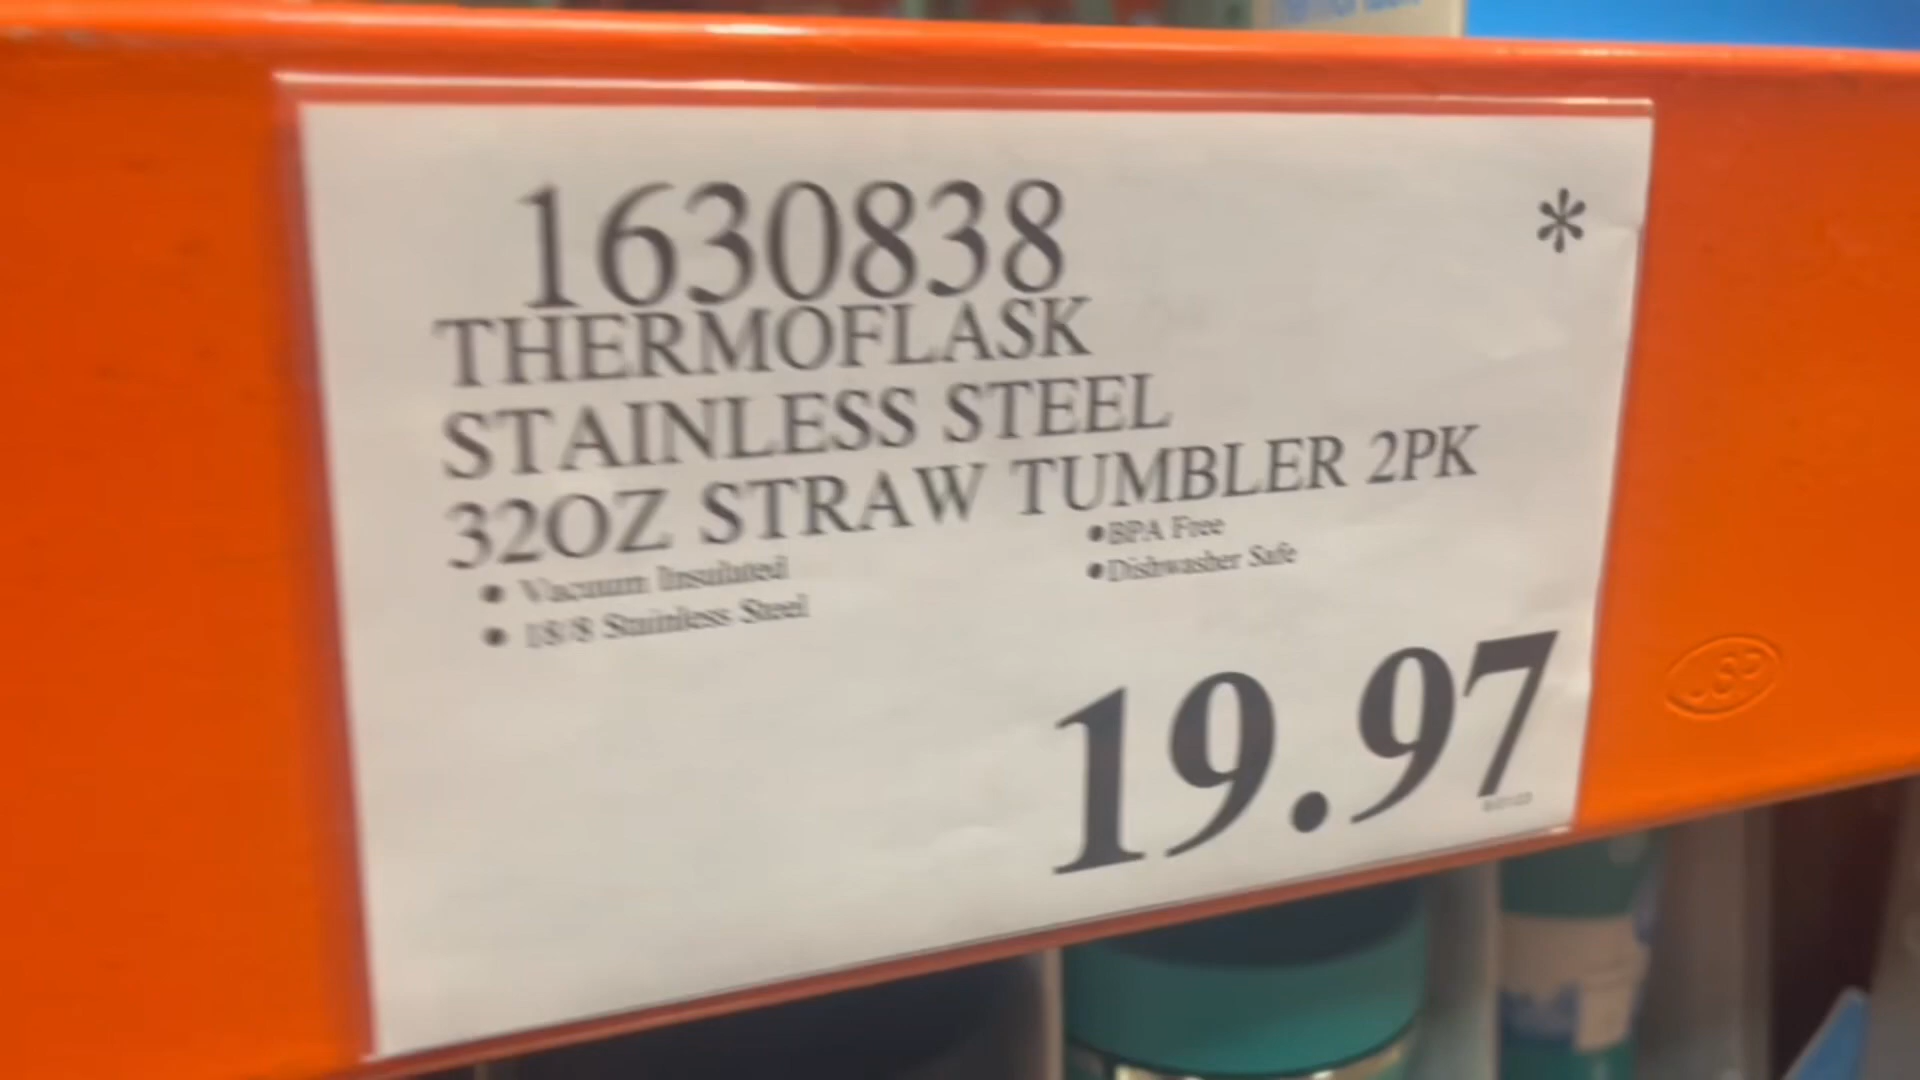 *
1630838
THERMOFLASK
STAINLESS STEEL
32OZ STRAW TUMBLER 2PK
• Vacuum Insulated
• 18/8 Stainless Steel
•BPA Free
•Dishwasher Safe
19.97